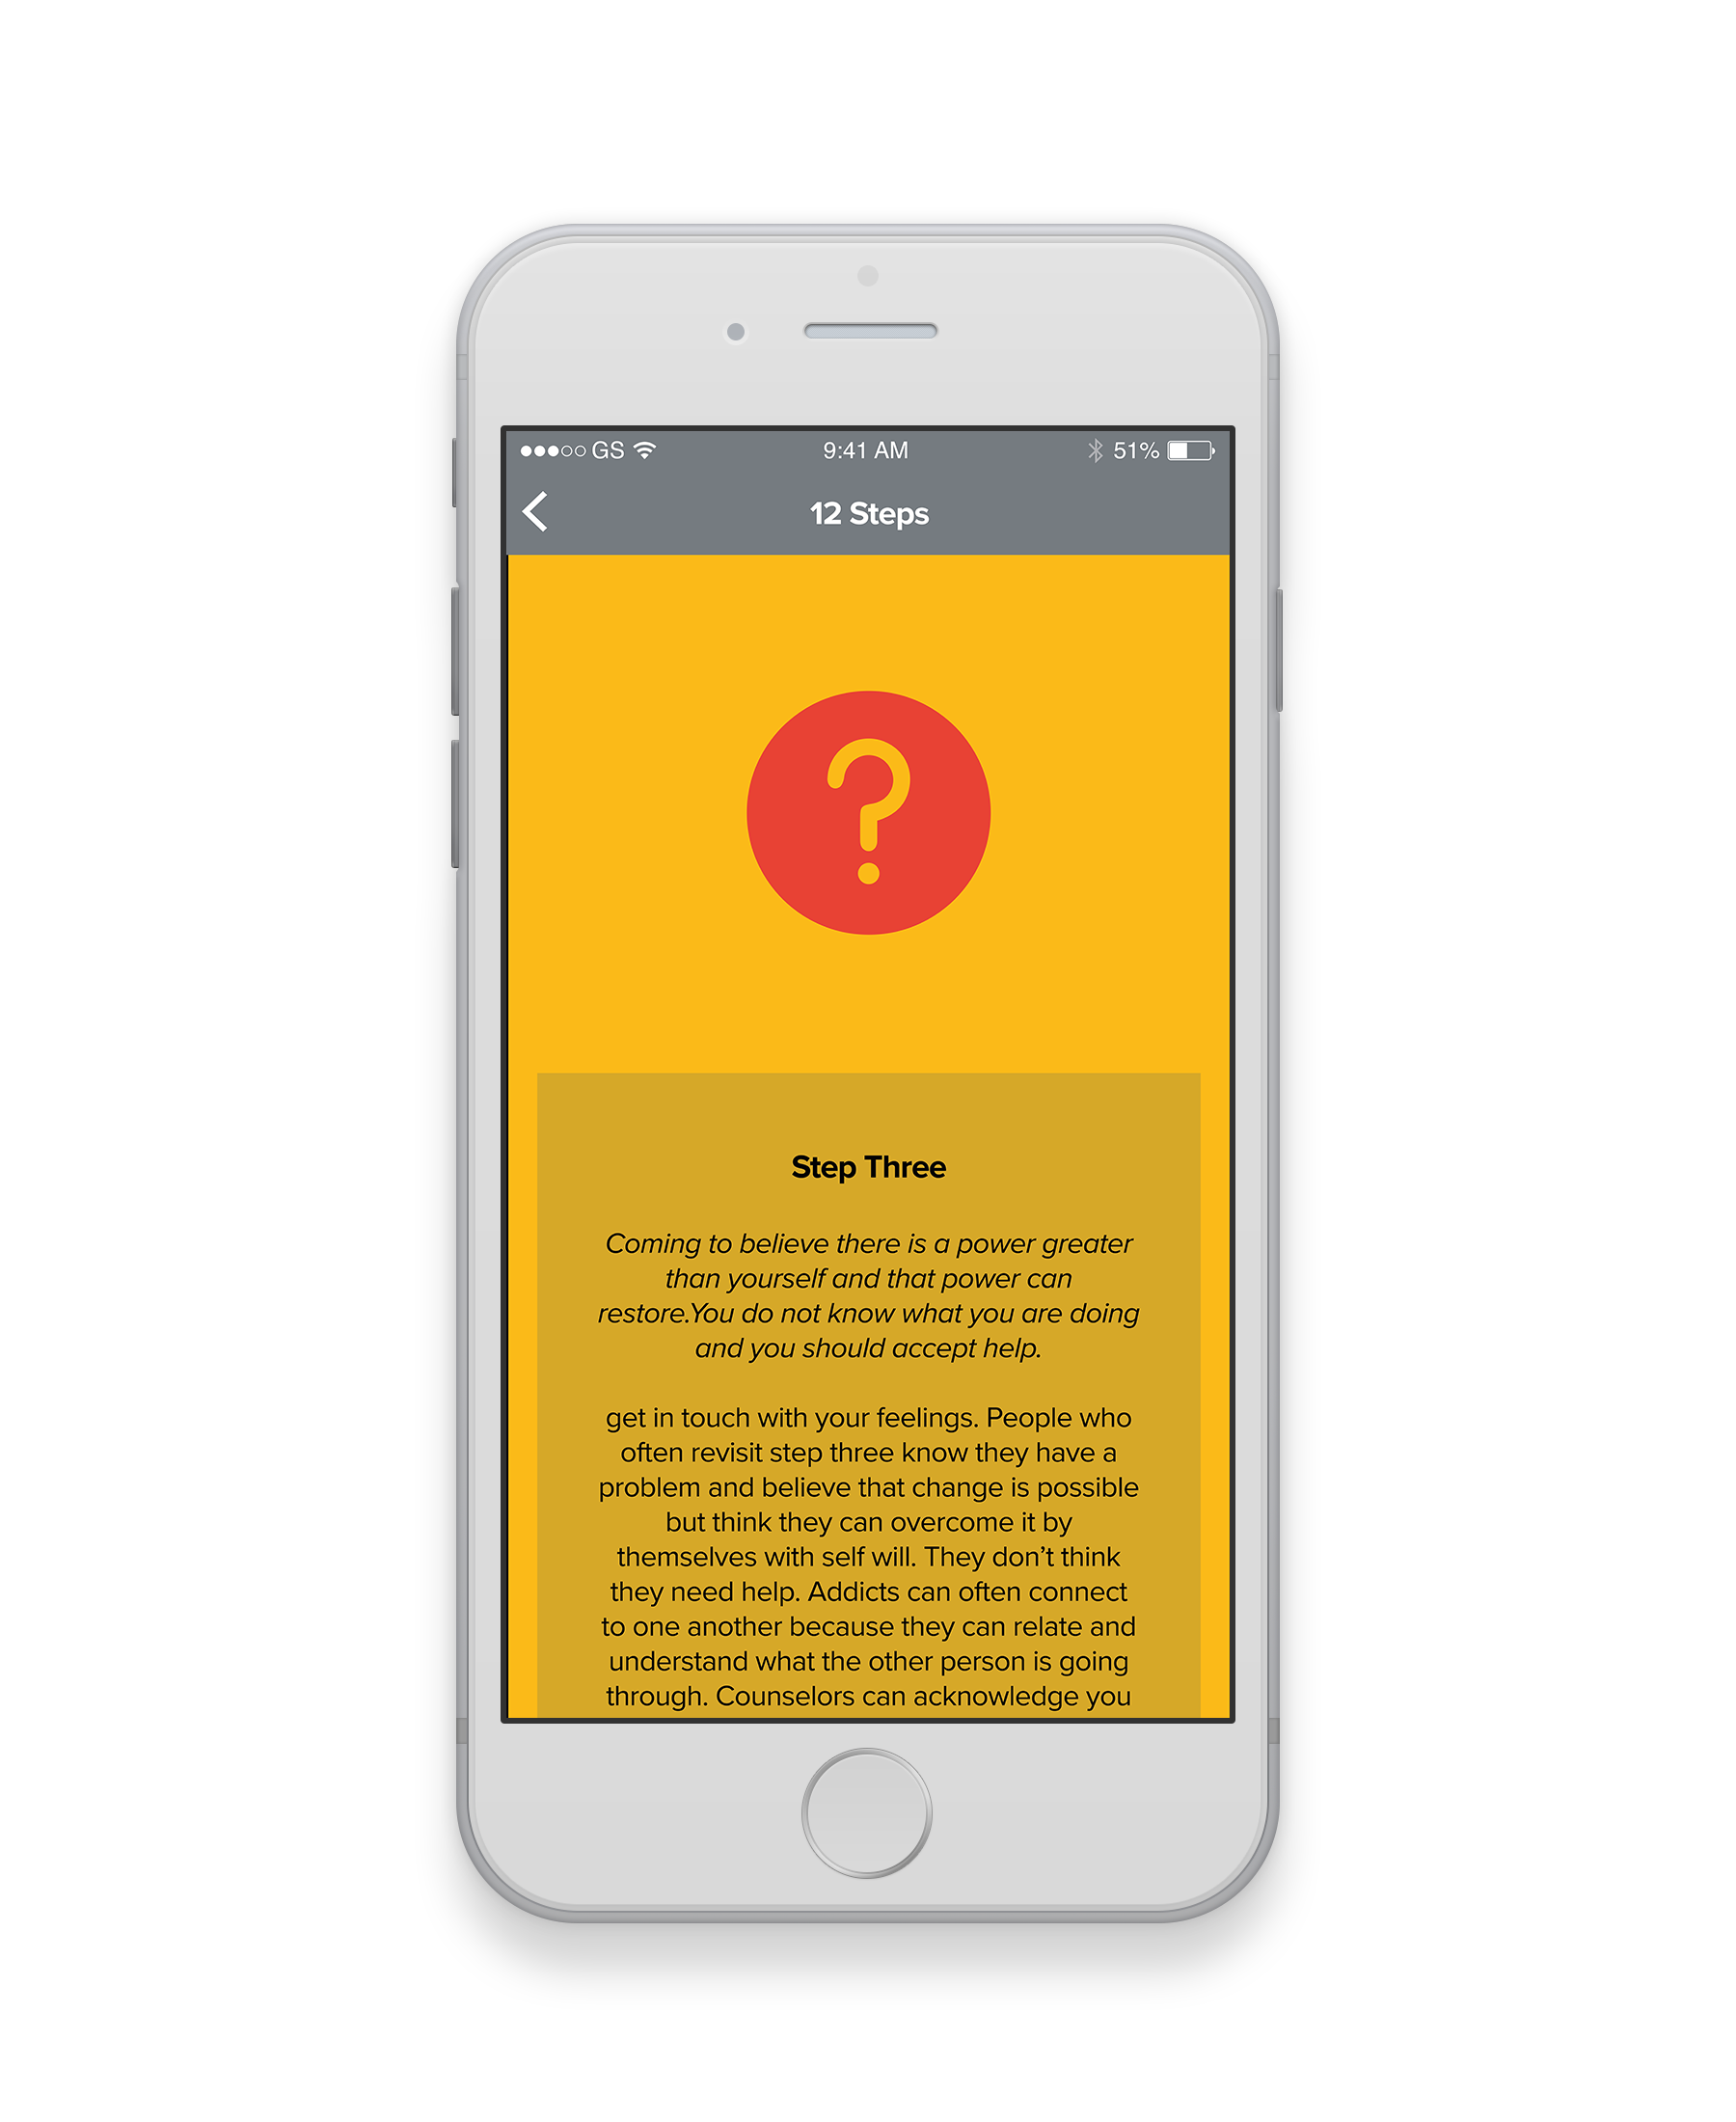 GS 9:41 AM 51%
12 Steps
?
Step Three
Coming to believe there is a power greater
than yourself and that power can
restore.You do not know what you are doing
and you should accept help.
get in touch with your feelings. People who
often revisit step three know they have a
problem and believe that change is possible
but think they can overcome it by
themselves with self will. They don’t think
they need help. Addicts can often connect
to one another because they can relate and
understand what the other person is going
through. Counselors can acknowledge you